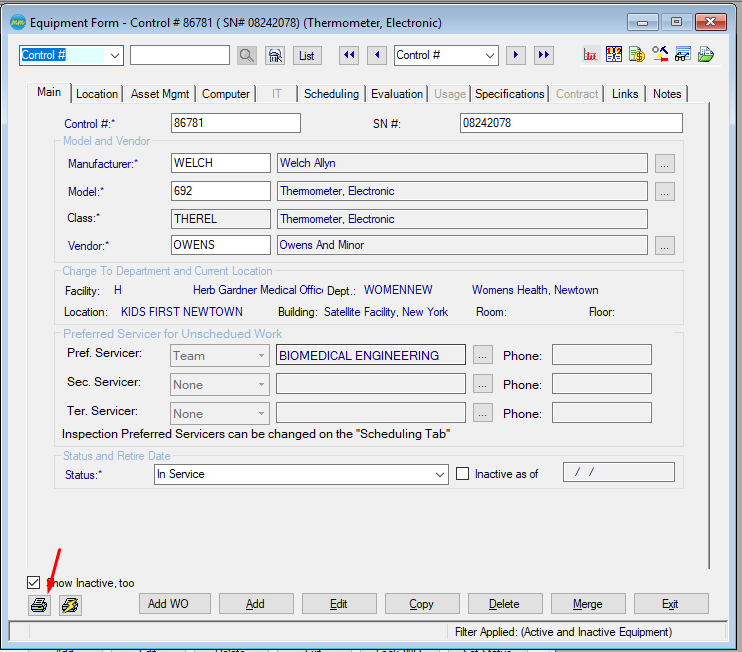 Equipment Form - Control # 86781 ( SN# 08242078) (Thermometer, Electronic)
Control # List Control #
Main Location Asset Mgmt Computer IT Scheduling Evaluation Usage Specifications Contract Links Notes
Control #:* 86781 SN #: 08242078
Model and Vendor
Manufacturer:* WELCH Welch Allyn ...
Model:* 692 Thermometer, Electronic ...
Class:* THEREL Thermometer, Electronic
Vendor:* OWENS Owens And Minor ...
Charge To Department and Current Location
Facility: H Herb Gardner Medical Offic Dept.: WOMENNEW Womens Health, Newtown
Location: KIDS FIRST NEWTOWN Building: Satellite Facility, New York Room: Floor:
Preferred Servicer for Unschedued Work
Pref. Servicer: Team BIOMEDICAL ENGINEERING ... Phone:
Sec. Servicer: None ... Phone:
Ter. Servicer: None ... Phone:
Inspection Preferred Servicers can be changed on the "Scheduling Tab"
Status and Retire Date
Status:* In Service Inactive as of / /
Show Inactive, too
Add WO Add Edit Copy Delete Merge Exit
Filter Applied: (Active and Inactive Equipment)